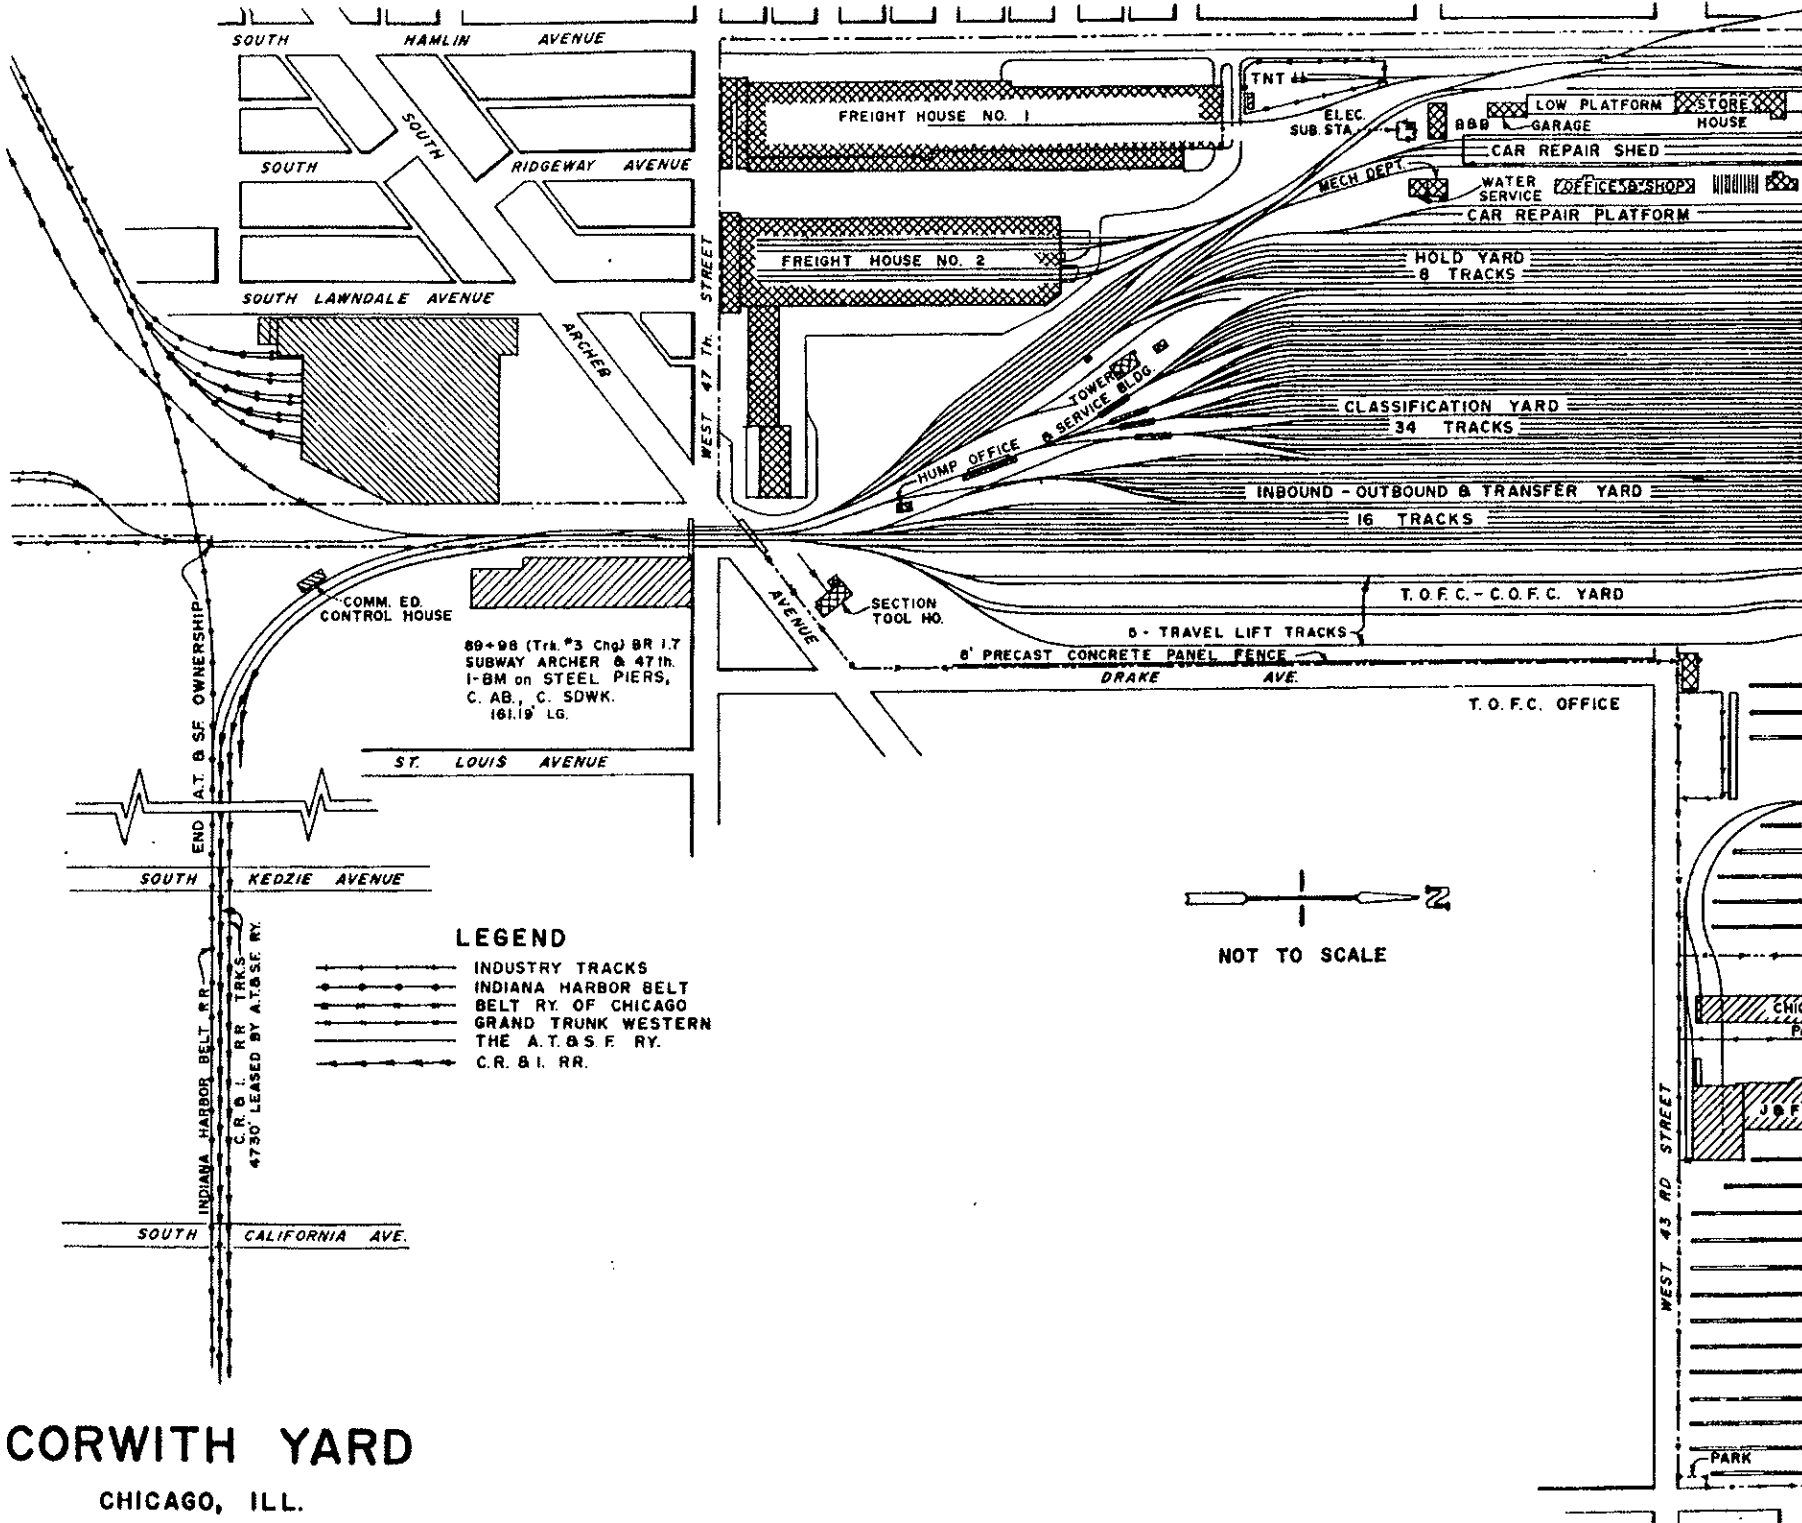 SOUTH HAMLIN AVENUE
SOUTH
SOUTH RIDGEWAY AVENUE
SOUTH LAWNDALE AVENUE
ARCHER
WEST 47 Th. STREET
FREIGHT HOUSE NO. 1
FREIGHT HOUSE NO. 2
TNT
ELEC.
SUB. STA.
B&B
LOW PLATFORM
GARAGE
STORE
HOUSE
CAR REPAIR SHED
MECH DEPT.
WATER
SERVICE
OFFICES & SHOP
CAR REPAIR PLATFORM
HOLD YARD
8 TRACKS
TOWER
& SERVICE BLDG.
HUMP OFFICE
CLASSIFICATION YARD
34 TRACKS
INBOUND - OUTBOUND & TRANSFER YARD
16 TRACKS
T.O.F.C. - C.O.F.C. YARD
5 - TRAVEL LIFT TRACKS
8' PRECAST CONCRETE PANEL FENCE
DRAKE AVE.
T.O.F.C. OFFICE
AVENUE
SECTION
TOOL HO.
COMM. ED.
CONTROL HOUSE
89+98 (Trk. #3 Chg) BR 1.7
SUBWAY ARCHER & 47th.
1-BM on STEEL PIERS,
C. AB., C. SDWK.
161.19' LG.
ST. LOUIS AVENUE
END A.T. & S.F. OWNERSHIP
SOUTH KEDZIE AVENUE
INDIANA HARBOR BELT R.R.
C.R. & I. RR TRKS
4730' LEASED BY A.T.&S.F. RY.
SOUTH CALIFORNIA AVE.
LEGEND
INDUSTRY TRACKS
INDIANA HARBOR BELT
BELT RY. OF CHICAGO
GRAND TRUNK WESTERN
THE A.T. & S.F. RY.
C.R. & I. RR.
N
NOT TO SCALE
WEST 43 RD STREET
CHIC
P
J & F
PARK
CORWITH YARD
CHICAGO, ILL.